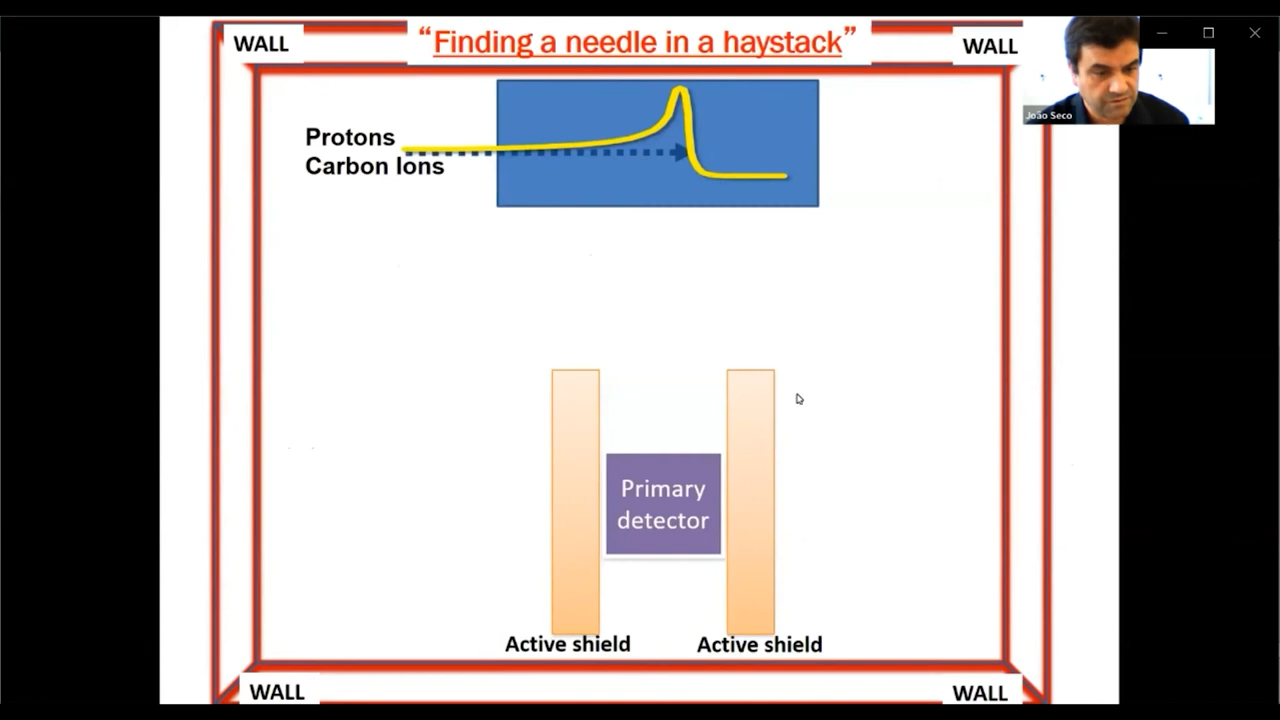 WALL
“Finding a needle in a haystack”
WALL
João Seco
Protons
Carbon Ions
Primary
detector
Active shield
Active shield
WALL
WALL